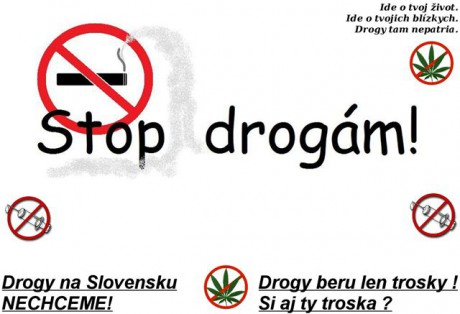 Ide o tvoj život.
Ide o tvojich blízkych.
Drogy tam nepatria.
Stop drogám!
Drogy na Slovensku
NECHCEME!
Drogy beru len trosky !
Si aj ty troska ?